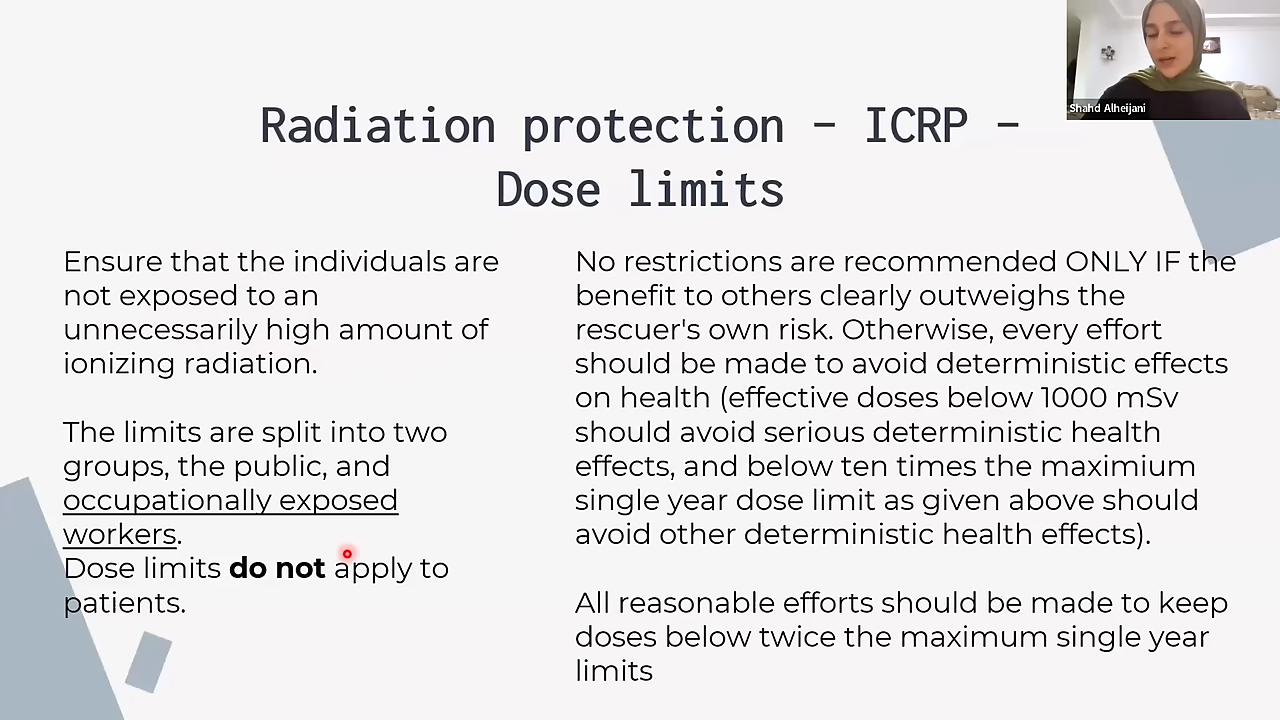 Shahd Alheijani
Radiation protection – ICRP –
Dose limits
Ensure that the individuals are
not exposed to an
unnecessarily high amount of
ionizing radiation.
The limits are split into two
groups, the public, and
occupationally exposed
workers.
Dose limits do not apply to
patients.
No restrictions are recommended ONLY IF the
benefit to others clearly outweighs the
rescuer's own risk. Otherwise, every effort
should be made to avoid deterministic effects
on health (effective doses below 1000 mSv
should avoid serious deterministic health
effects, and below ten times the maximium
single year dose limit as given above should
avoid other deterministic health effects).
All reasonable efforts should be made to keep
doses below twice the maximum single year
limits